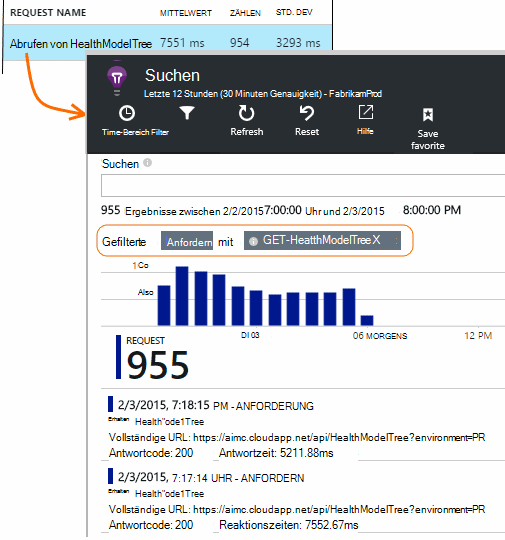 REQUEST NAME MITTELWERT ZÄHLEN STD. DEV
Abrufen von HealthModelTree 7551 ms 954 3293 ms
Suchen
Letzte 12 Stunden (30 Minuten Genauigkeit) - FabrikamProd
Time-Bereich Filter Refresh Reset Hilfe Save favorite
Suchen
955 Ergebnisse zwischen 2/2/2015 7:00:00 Uhr und 2/3/2015 8:00:00 PM
Gefilterte Anfordern mit GET-HeatthModelTree X
1 Co
Also
DI 03 06 MORGENS 12 PM
REQUEST
955
2/3/2015, 7:18:15 PM - ANFORDERUNG
Erhalten Health"ode1Tree
Vollständige URL: https://aimc.cloudapp.net/api/HealthModelTree?environment=PR
Antwortcode: 200 Antwortzeit: 5211.88ms
2/3/2015, 7:17:14 UHR - ANFORDERN
Erhalten Health"ode1Tree
Vollständige URL: https://aimc.cloudapp.net/api/HealthModelTree?environment=PR
Antwortcode: 200 Reaktionszeiten: 7552.67ms